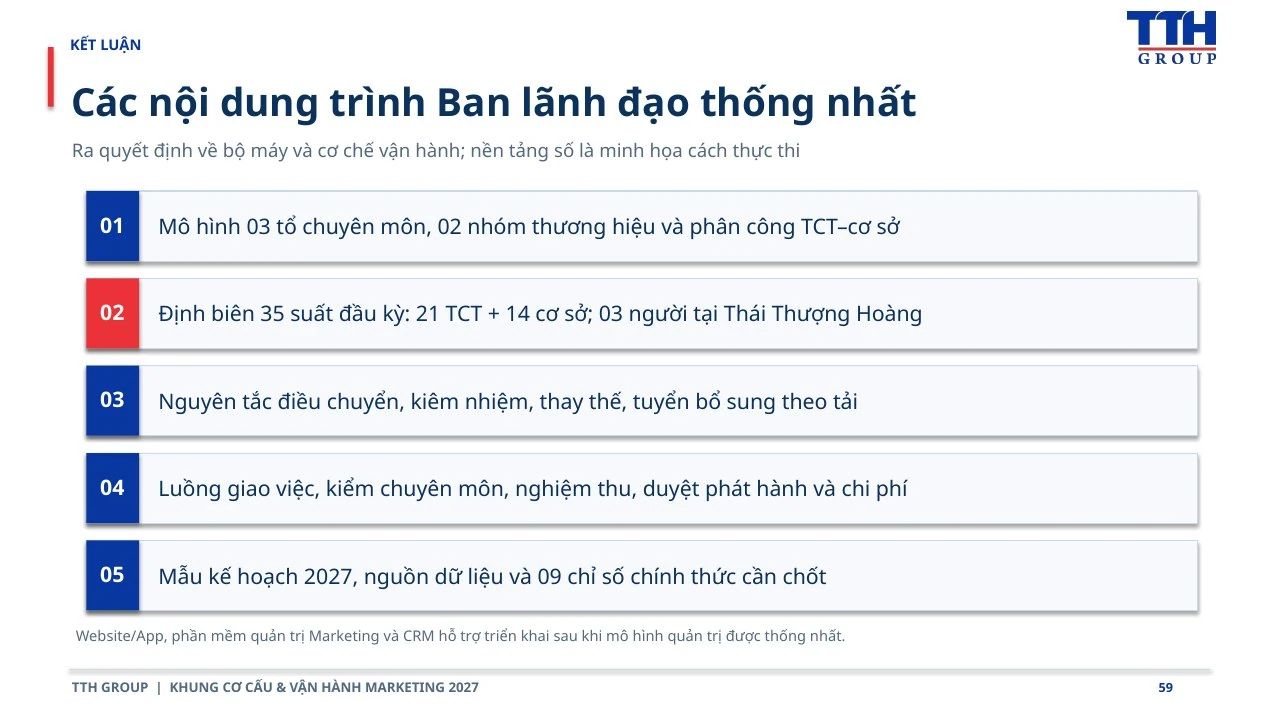 TTH
GROUP
KẾT LUẬN
Các nội dung trình Ban lãnh đạo thống nhất
Ra quyết định về bộ máy và cơ chế vận hành; nền tảng số là minh họa cách thực thi
01
Mô hình 03 tổ chuyên môn, 02 nhóm thương hiệu và phân công TCT–cơ sở
02
Định biên 35 suất đầu kỳ: 21 TCT + 14 cơ sở; 03 người tại Thái Thượng Hoàng
03
Nguyên tắc điều chuyển, kiêm nhiệm, thay thế, tuyển bổ sung theo tải
04
Luồng giao việc, kiểm chuyên môn, nghiệm thu, duyệt phát hành và chi phí
05
Mẫu kế hoạch 2027, nguồn dữ liệu và 09 chỉ số chính thức cần chốt
Website/App, phần mềm quản trị Marketing và CRM hỗ trợ triển khai sau khi mô hình quản trị được thống nhất.
TTH GROUP | KHUNG CƠ CẤU & VẬN HÀNH MARKETING 2027
59